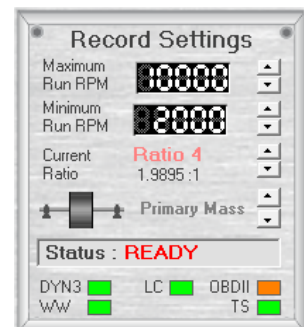 Record Settings
Maximum
Run RPM
10000
Minimum
Run RPM
2000
Current
Ratio
Ratio 4
1.9895 :1
Primary Mass
Status : READY
DYN3 LC OBDII
WW TS